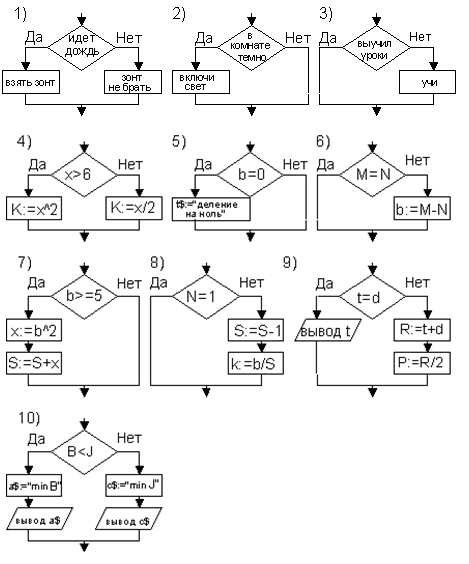 1)
Да
Нет
идет
дождь
взять зонт
зонт
не брать
2)
Да
Нет
в
комнате
темно
включи
свет
3)
Да
Нет
выучил
уроки
учи
4)
Да
Нет
x>6
K:=x^2
K:=x/2
5)
Да
Нет
b=0
t$:="деление
на ноль"
6)
Да
Нет
M=N
b:=M-N
7)
Да
Нет
b>=5
x:=b^2
S:=S+x
8)
Да
Нет
N=1
S:=S-1
k:=b/S
9)
Да
Нет
t=d
вывод t
R:=t+d
P:=R/2
10)
Да
Нет
B<J
a$:="min B"
c$:="min J"
вывод a$
вывод c$